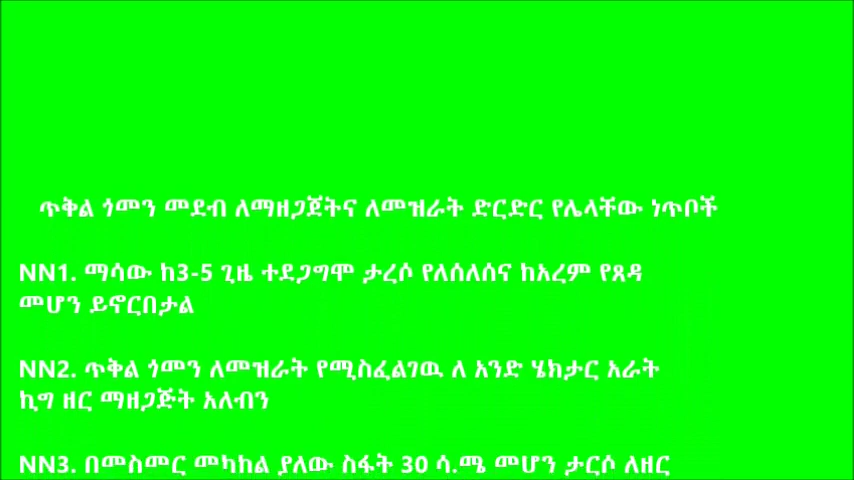 ጥቅል ጎመን መደብ ለማዘጋጀትና ለመዝራት ድርድር የሌላቸው ነጥቦች
NN1. ማሳው ከ3-5 ጊዜ ተደጋግሞ ታረሶ የለሰለሰና ከአረም የጸዳ
መሆን ይኖርበታል
NN2. ጥቅል ጎመን ለመዝራት የሚስፈልገዉ ለ አንድ ሄክታር አራት
ኪግ ዘር ማዘጋጅት አለብን
NN3. በመስመር መካከል ያለው ስፋት 30 ሳ.ሜ መሆን ታርሶ ለዘር